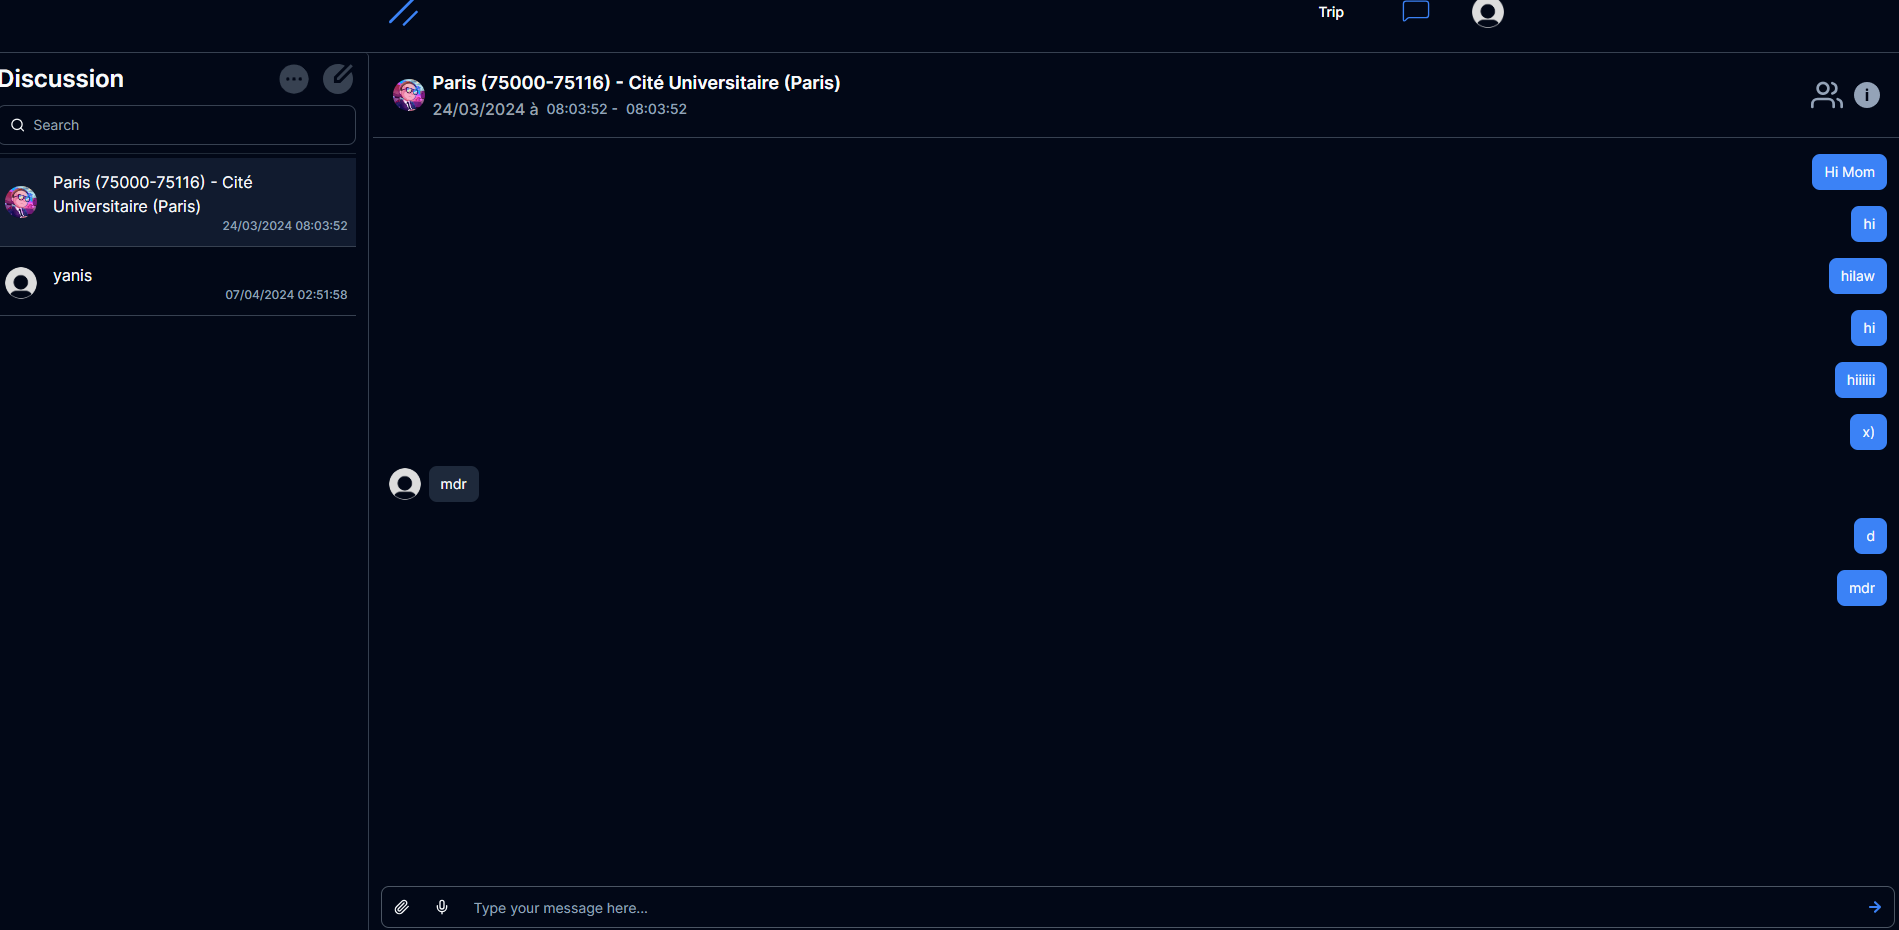 Trip
Discussion
Search
Paris (75000-75116) - Cité
Universitaire (Paris)
24/03/2024 08:03:52
yanis
07/04/2024 02:51:58
Paris (75000-75116) - Cité Universitaire (Paris)
24/03/2024 à 08:03:52 - 08:03:52
Hi Mom
hi
hilaw
hi
hiiiiii
x)
mdr
d
mdr
Type your message here...